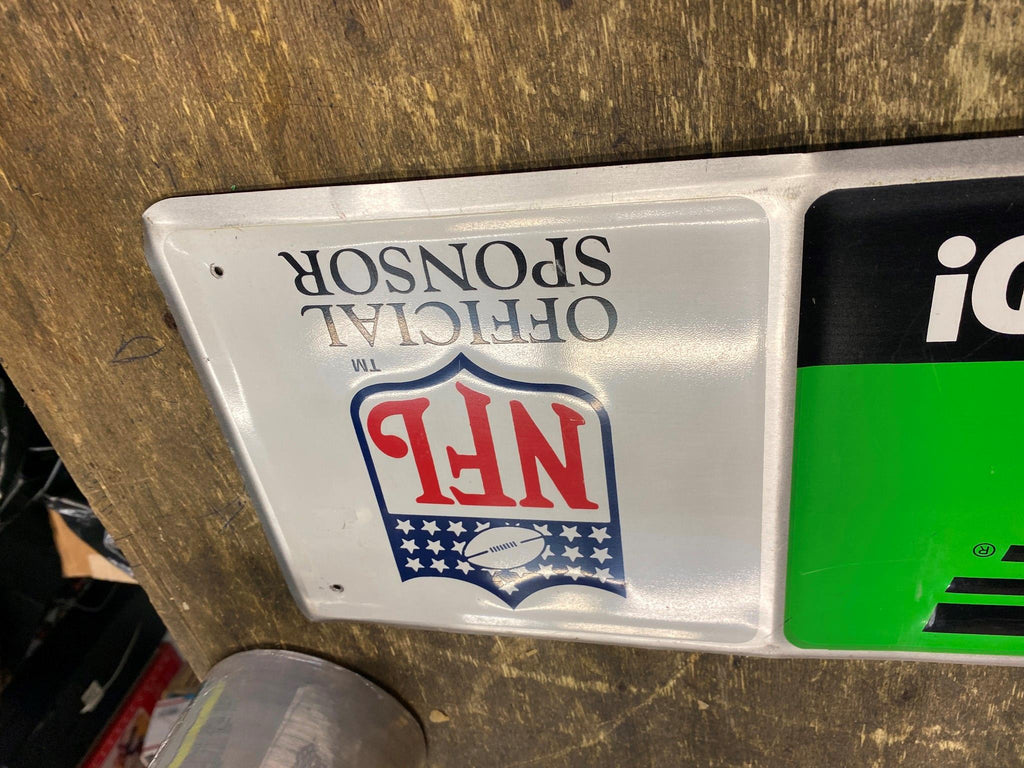 NFL
TM
OFFICIAL
SPONSOR
®